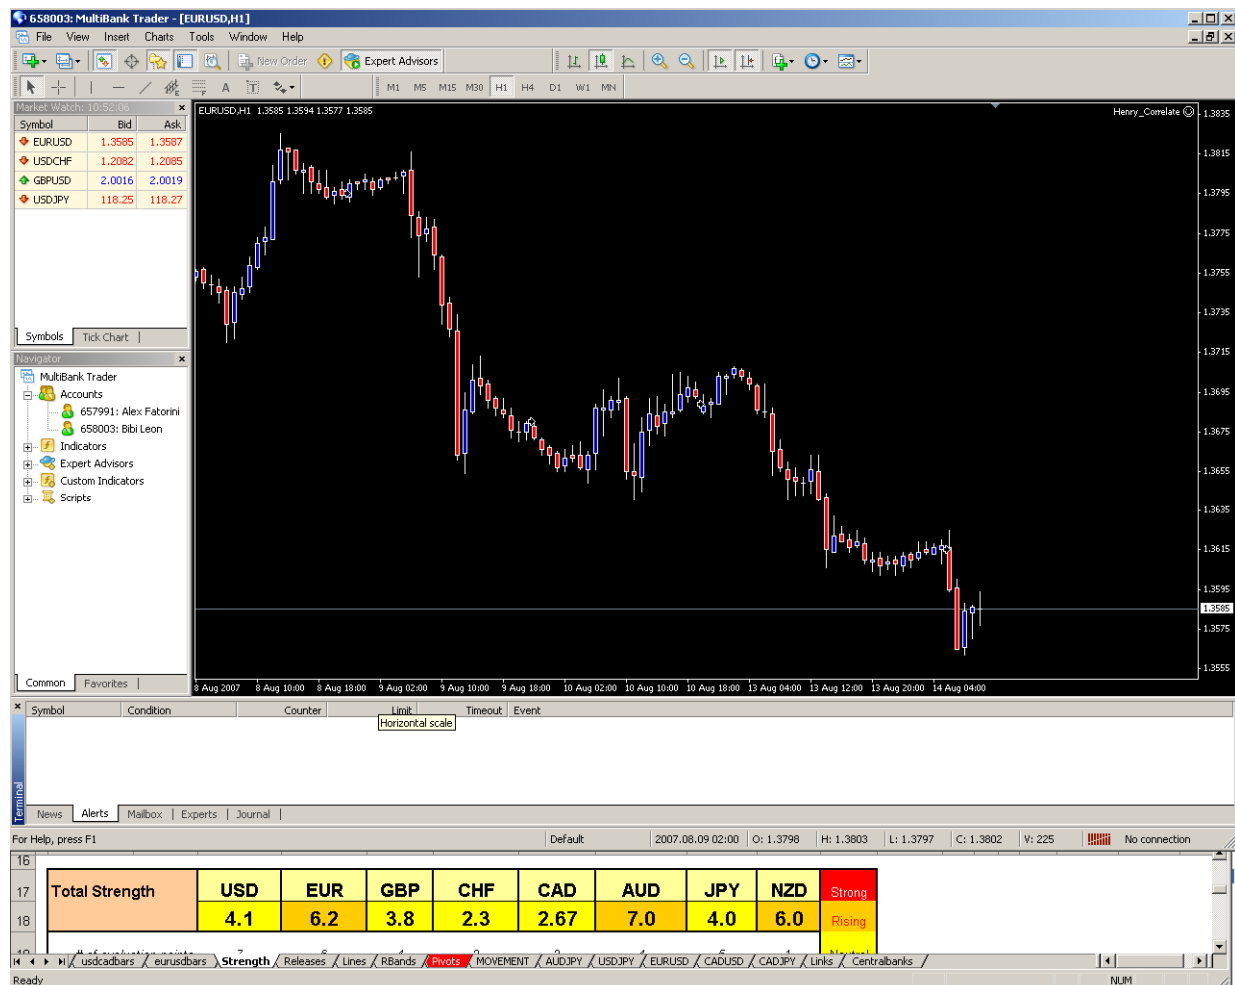 658003: MultiBank Trader - [EURUSD,H1]
File View Insert Charts Tools Window Help
New Order Expert Advisors
A T M1 M5 M15 M30 H1 H4 D1 W1 MN
Market Watch: 10:52:06
Symbol Bid Ask
EURUSD 1.3585 1.3587
USDCHF 1.2082 1.2085
GBPUSD 2.0016 2.0019
USDJPY 118.25 118.27
Symbols Tick Chart
Navigator
MultiBank Trader
Accounts
657991: Alex Fatorini
658003: Bibi Leon
Indicators
Expert Advisors
Custom Indicators
Scripts
Common Favorites
EURUSD,H1 1.3585 1.3594 1.3577 1.3585
Henry_Correlate
1.3835
1.3815
1.3795
1.3775
1.3755
1.3735
1.3715
1.3695
1.3675
1.3655
1.3635
1.3615
1.3595
1.3585
1.3575
1.3555
8 Aug 2007 8 Aug 10:00 8 Aug 18:00 9 Aug 02:00 9 Aug 10:00 9 Aug 18:00 10 Aug 02:00 10 Aug 10:00 10 Aug 18:00 13 Aug 04:00 13 Aug 12:00 13 Aug 20:00 14 Aug 04:00
Symbol Condition Counter Limit Timeout Event
Horizontal scale
Terminal
News Alerts Mailbox Experts Journal
For Help, press F1 Default 2007.08.09 02:00 O: 1.3798 H: 1.3803 L: 1.3797 C: 1.3802 V: 225 No connection
16
17 Total Strength USD EUR GBP CHF CAD AUD JPY NZD Strong
18 4.1 6.2 3.8 2.3 2.67 7.0 4.0 6.0 Rising
# of evaluation points Neutral
usdcadbars eurusdbars Strength Releases Lines RBands Pivots MOVEMENT AUDJPY USDJPY EURUSD CADUSD CADJPY Links Centralbanks
Ready NUM